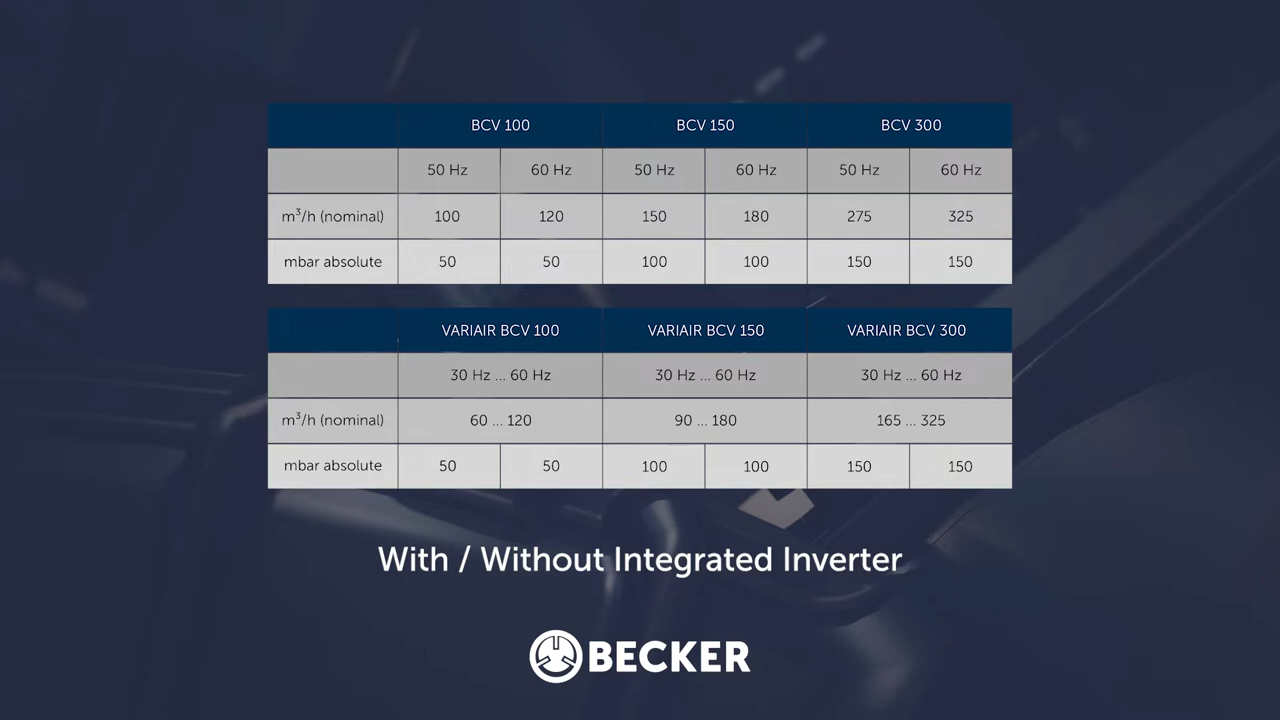 BCV 100 BCV 150 BCV 300
50 Hz 60 Hz 50 Hz 60 Hz 50 Hz 60 Hz
m³/h (nominal) 100 120 150 180 275 325
mbar absolute 50 50 100 100 150 150
VARIAIR BCV 100 VARIAIR BCV 150 VARIAIR BCV 300
30 Hz ... 60 Hz 30 Hz ... 60 Hz 30 Hz ... 60 Hz
m³/h (nominal) 60 ... 120 90 ... 180 165 ... 325
mbar absolute 50 50 100 100 150 150
With / Without Integrated Inverter
BECKER